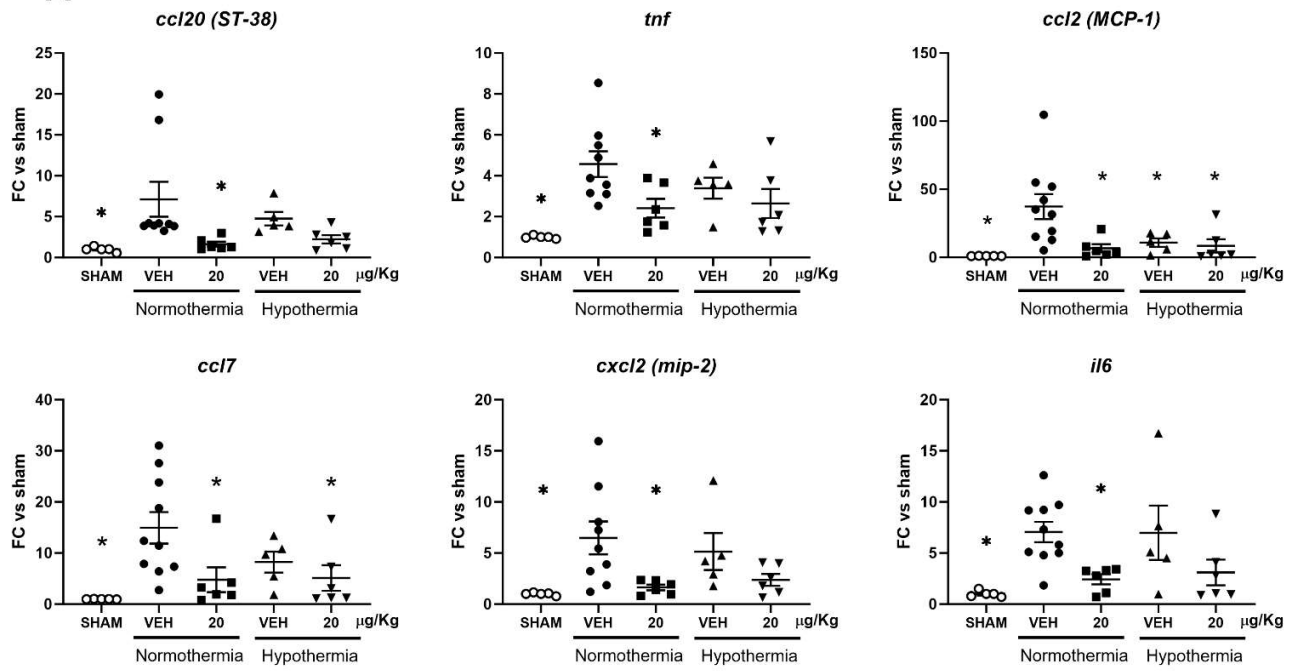 ccl20 (ST-38)
FC vs sham
25
20
15
10
5
0
*
*
SHAM VEH 20 VEH 20 μg/Kg
Normothermia Hypothermia
tnf
FC vs sham
10
8
6
4
2
0
*
*
SHAM VEH 20 VEH 20 μg/Kg
Normothermia Hypothermia
ccl2 (MCP-1)
FC vs sham
150
100
50
0
*
* * *
SHAM VEH 20 VEH 20 μg/Kg
Normothermia Hypothermia
ccl7
FC vs sham
40
30
20
10
0
*
* *
SHAM VEH 20 VEH 20 μg/Kg
Normothermia Hypothermia
cxcl2 (mip-2)
FC vs sham
20
15
10
5
0
* *
SHAM VEH 20 VEH 20 μg/Kg
Normothermia Hypothermia
il6
FC vs sham
20
15
10
5
0
*
*
SHAM VEH 20 VEH 20 μg/Kg
Normothermia Hypothermia